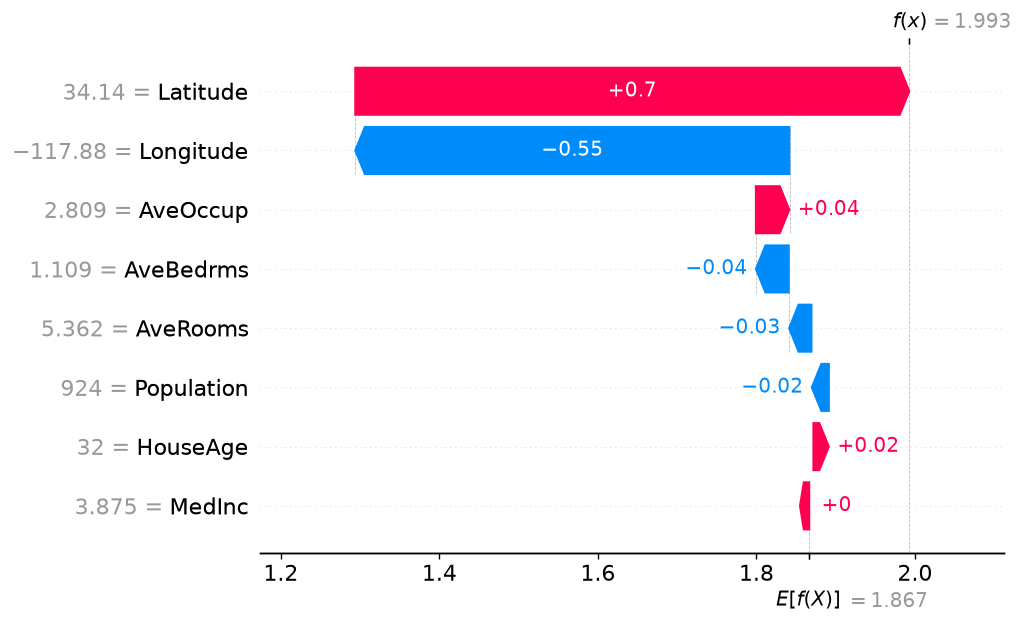 f(x) = 1.993
34.14 = Latitude
+0.7
−117.88 = Longitude
−0.55
2.809 = AveOccup
+0.04
1.109 = AveBedrms
−0.04
5.362 = AveRooms
−0.03
924 = Population
−0.02
32 = HouseAge
+0.02
3.875 = MedInc
+0
1.2 1.4 1.6 1.8 2.0
E[f(X)] = 1.867